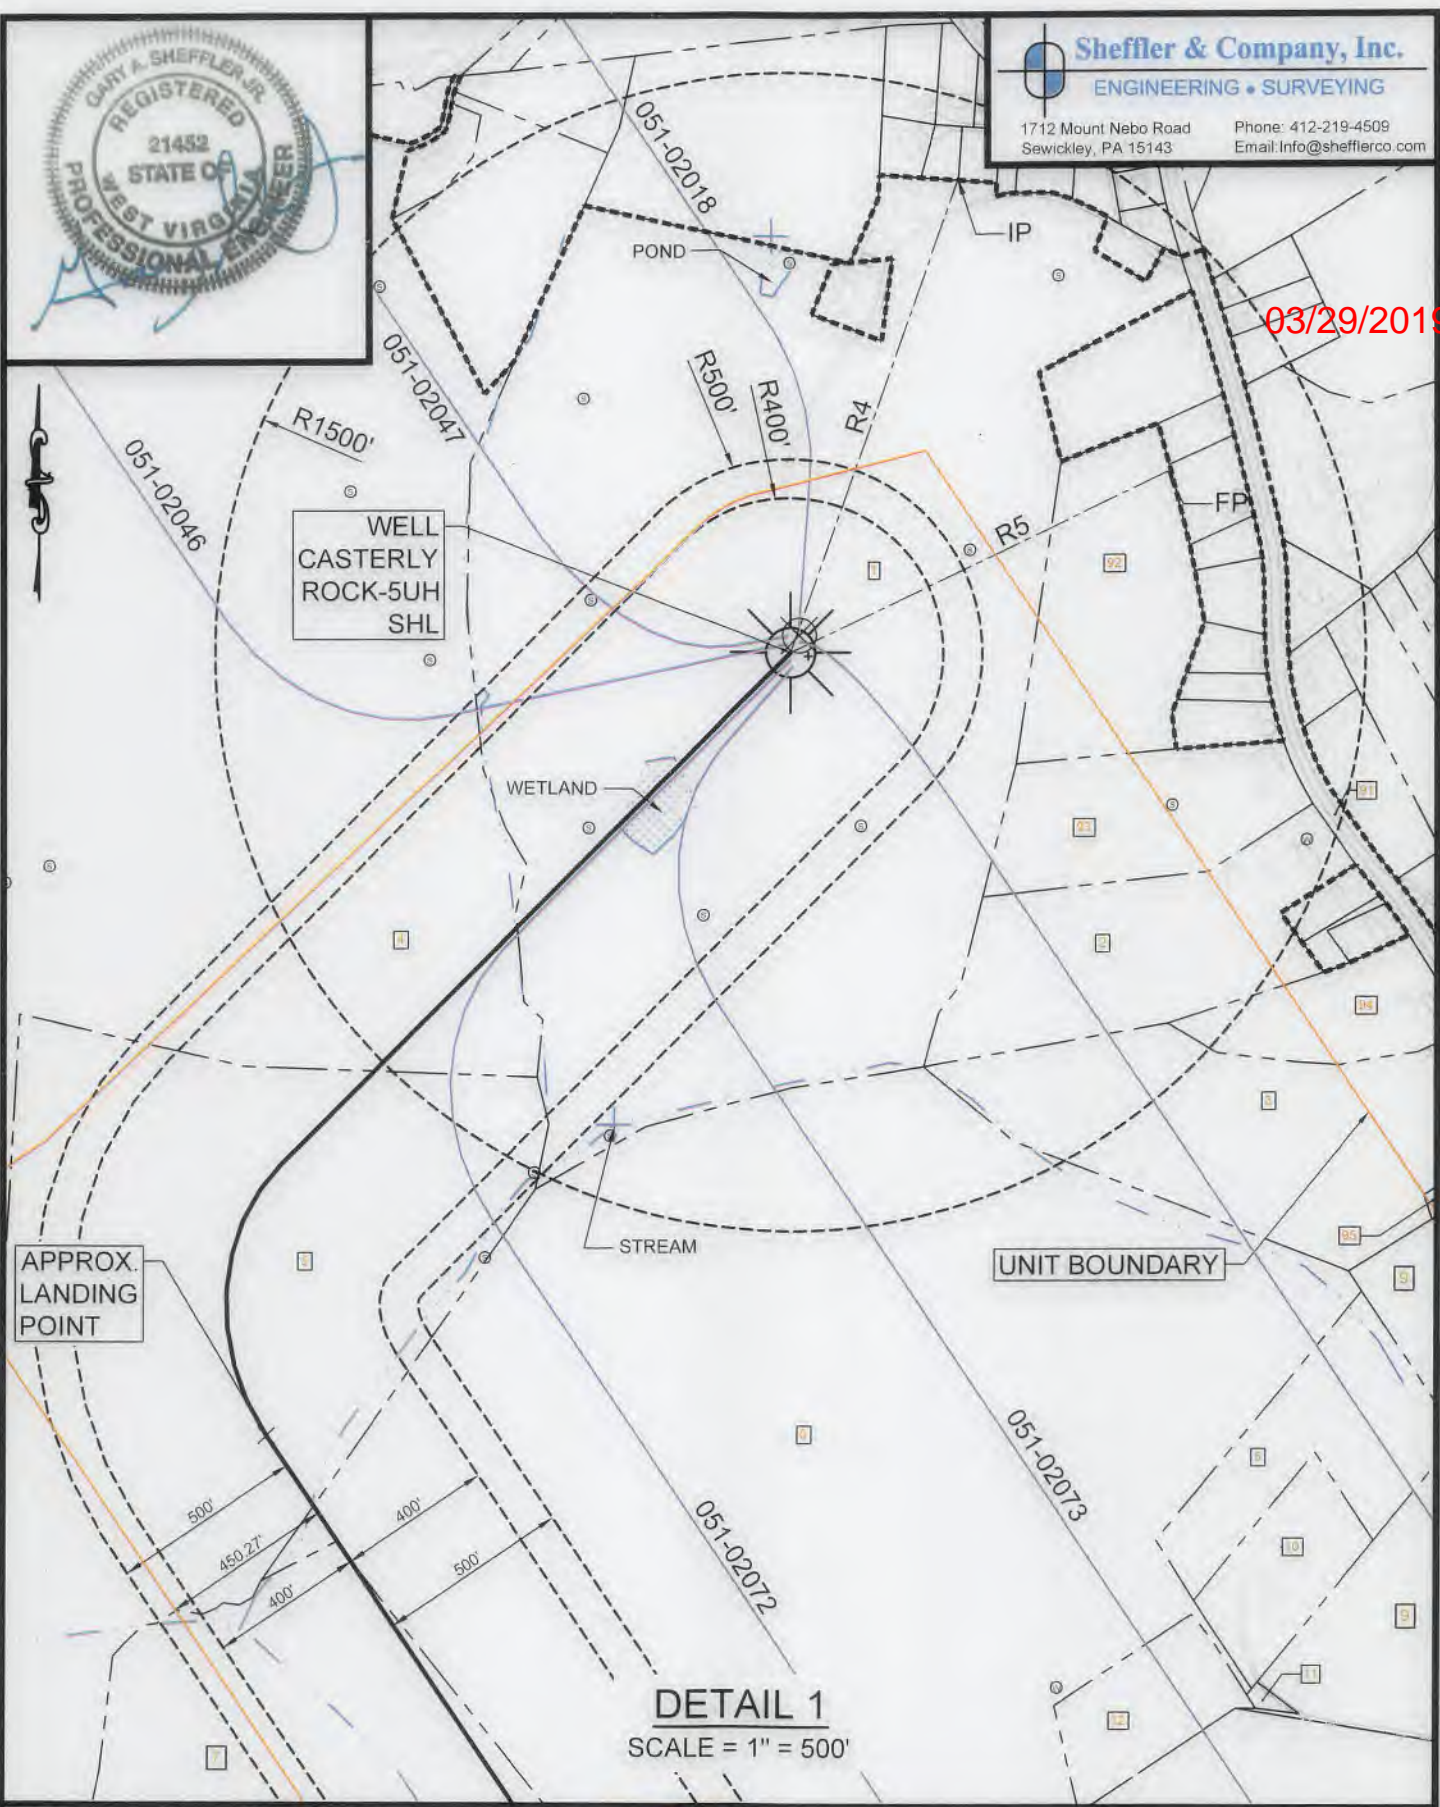 GARY A. SHEFFLER JR.
REGISTERED
21452
STATE OF
WEST VIRGINIA
PROFESSIONAL ENGINEER
Sheffler & Company, Inc.
ENGINEERING • SURVEYING
1712 Mount Nebo Road Phone: 412-219-4509
Sewickley, PA 15143 Email:Info@shefflerco.com
03/29/2019
051-02018
POND
IP
051-02047
R500'
R400'
R4
R1500'
051-02046
WELL
CASTERLY
ROCK-5UH
SHL
R5
FP
1
92
WETLAND
91
93
4
2
94
3
STREAM
95
UNIT BOUNDARY
9
APPROX.
LANDING
POINT
051-02073
500'
400'
450.27'
500'
400'
051-02072
10
9
11
12
7
DETAIL 1
SCALE = 1" = 500'